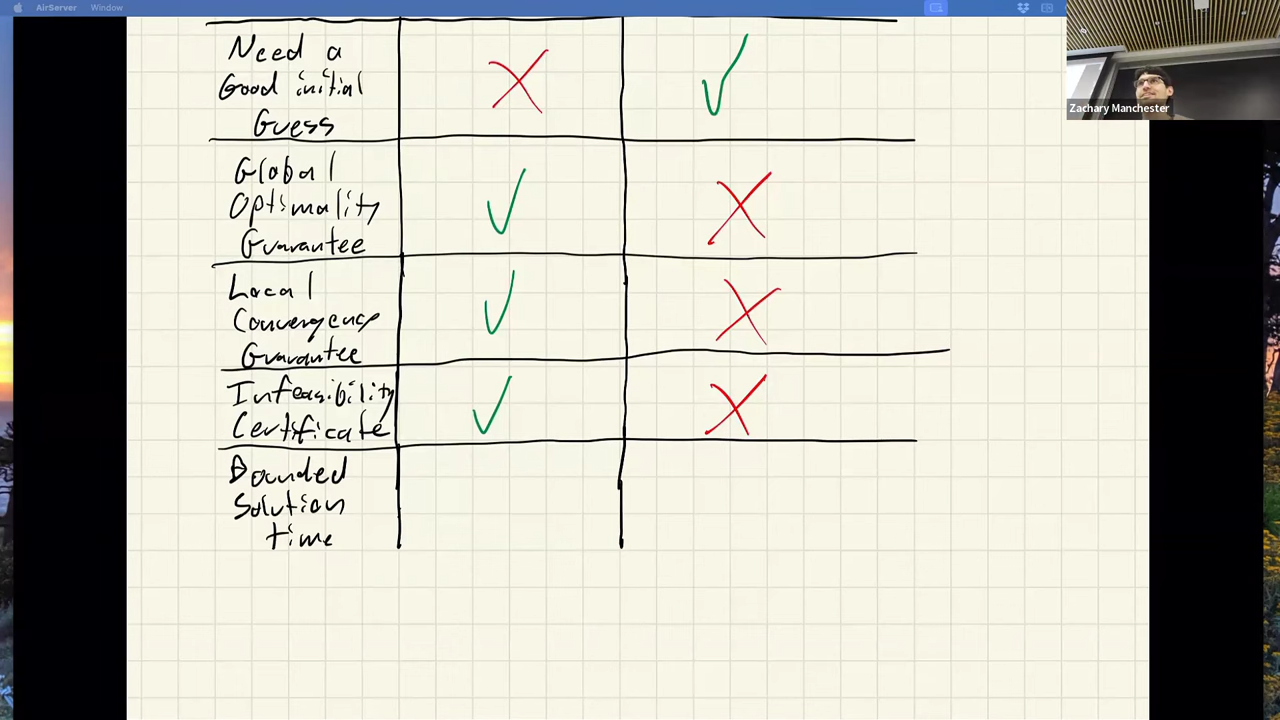 AirServer Window
Zachary Manchester
Need a
Good initial
Guess
Global
Optimality
Guarantee
Local
Convergence
Guarantee
Infeasibility
Certificate
Bounded
Solution
time